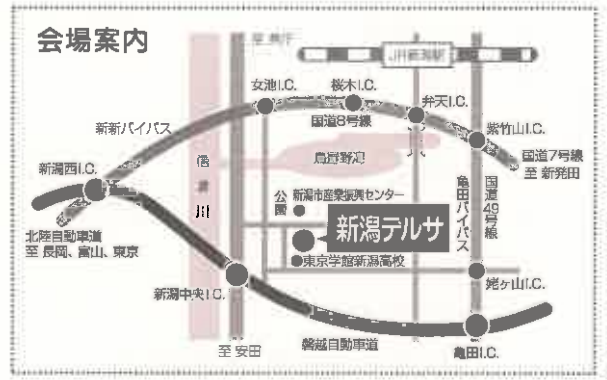 会場案内
至 県庁
JR新潟駅
女池I.C.
桜木I.C.
弁天I.C.
紫竹山I.C.
新新バイパス
国道8号線
国道7号線
至 新発田
新潟西I.C.
信濃川
鳥屋野潟
公園
新潟市産業振興センター
新潟テルサ
東京学館新潟高校
亀田バイパス
国道49号線
北陸自動車道
至 長岡、富山、東京
新潟中央I.C.
姥ヶ山I.C.
至 安田
磐越自動車道
亀田I.C.